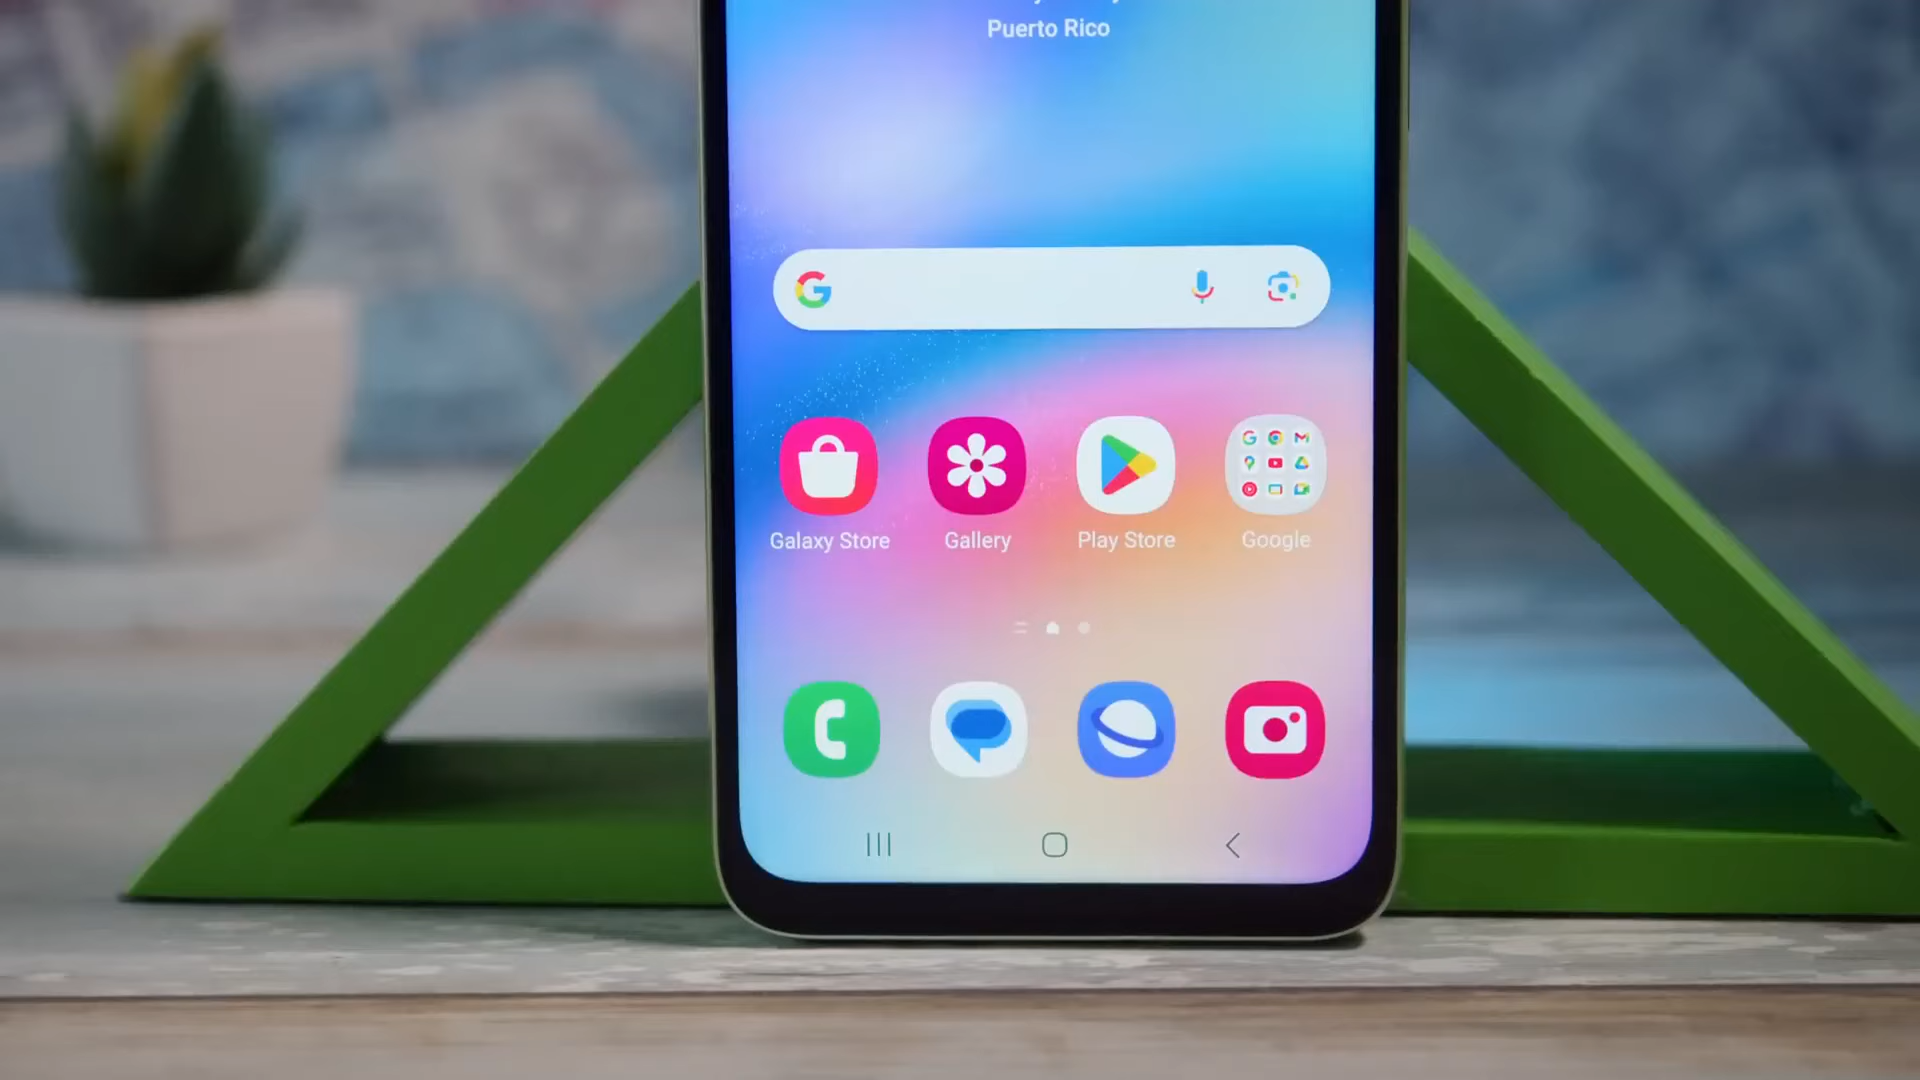 Puerto Rico
Galaxy Store
Gallery
Play Store
Google